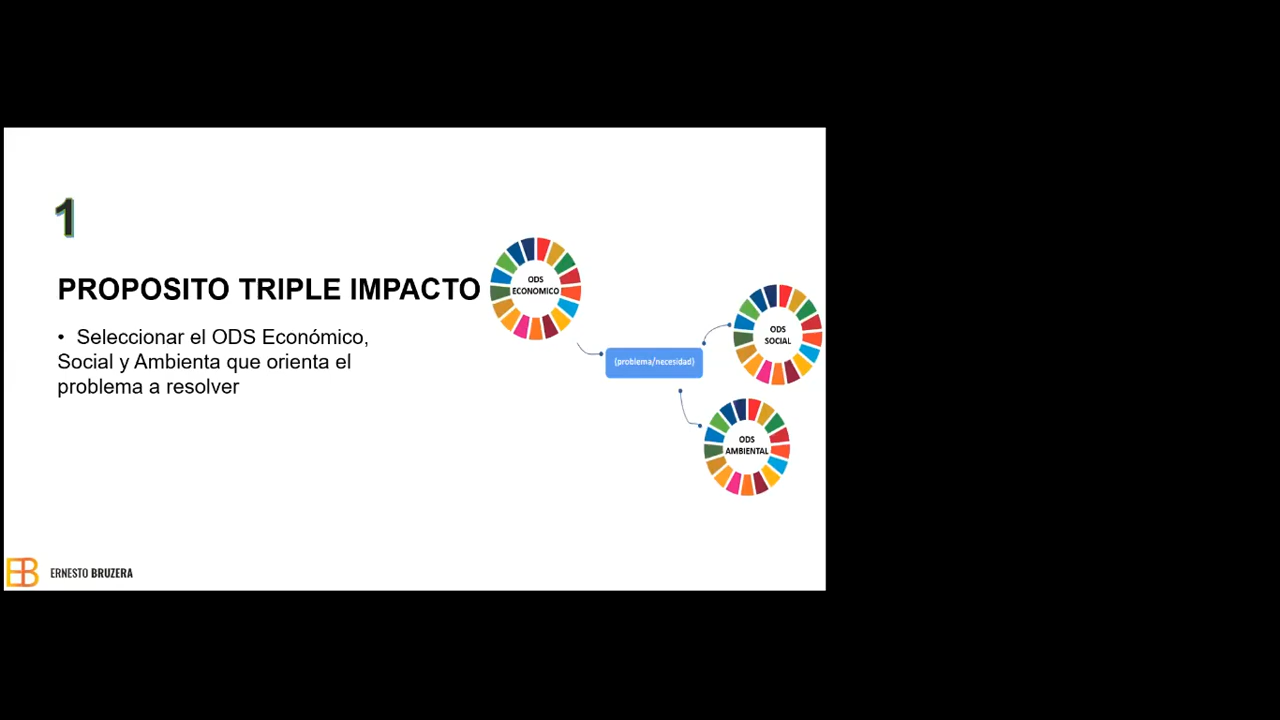 1
PROPOSITO TRIPLE IMPACTO
• Seleccionar el ODS Económico,
Social y Ambienta que orienta el
problema a resolver
ODS
ECONOMICO
{problema/necesidad}
ODS
SOCIAL
ODS
AMBIENTAL
EB
ERNESTO BRUZERA